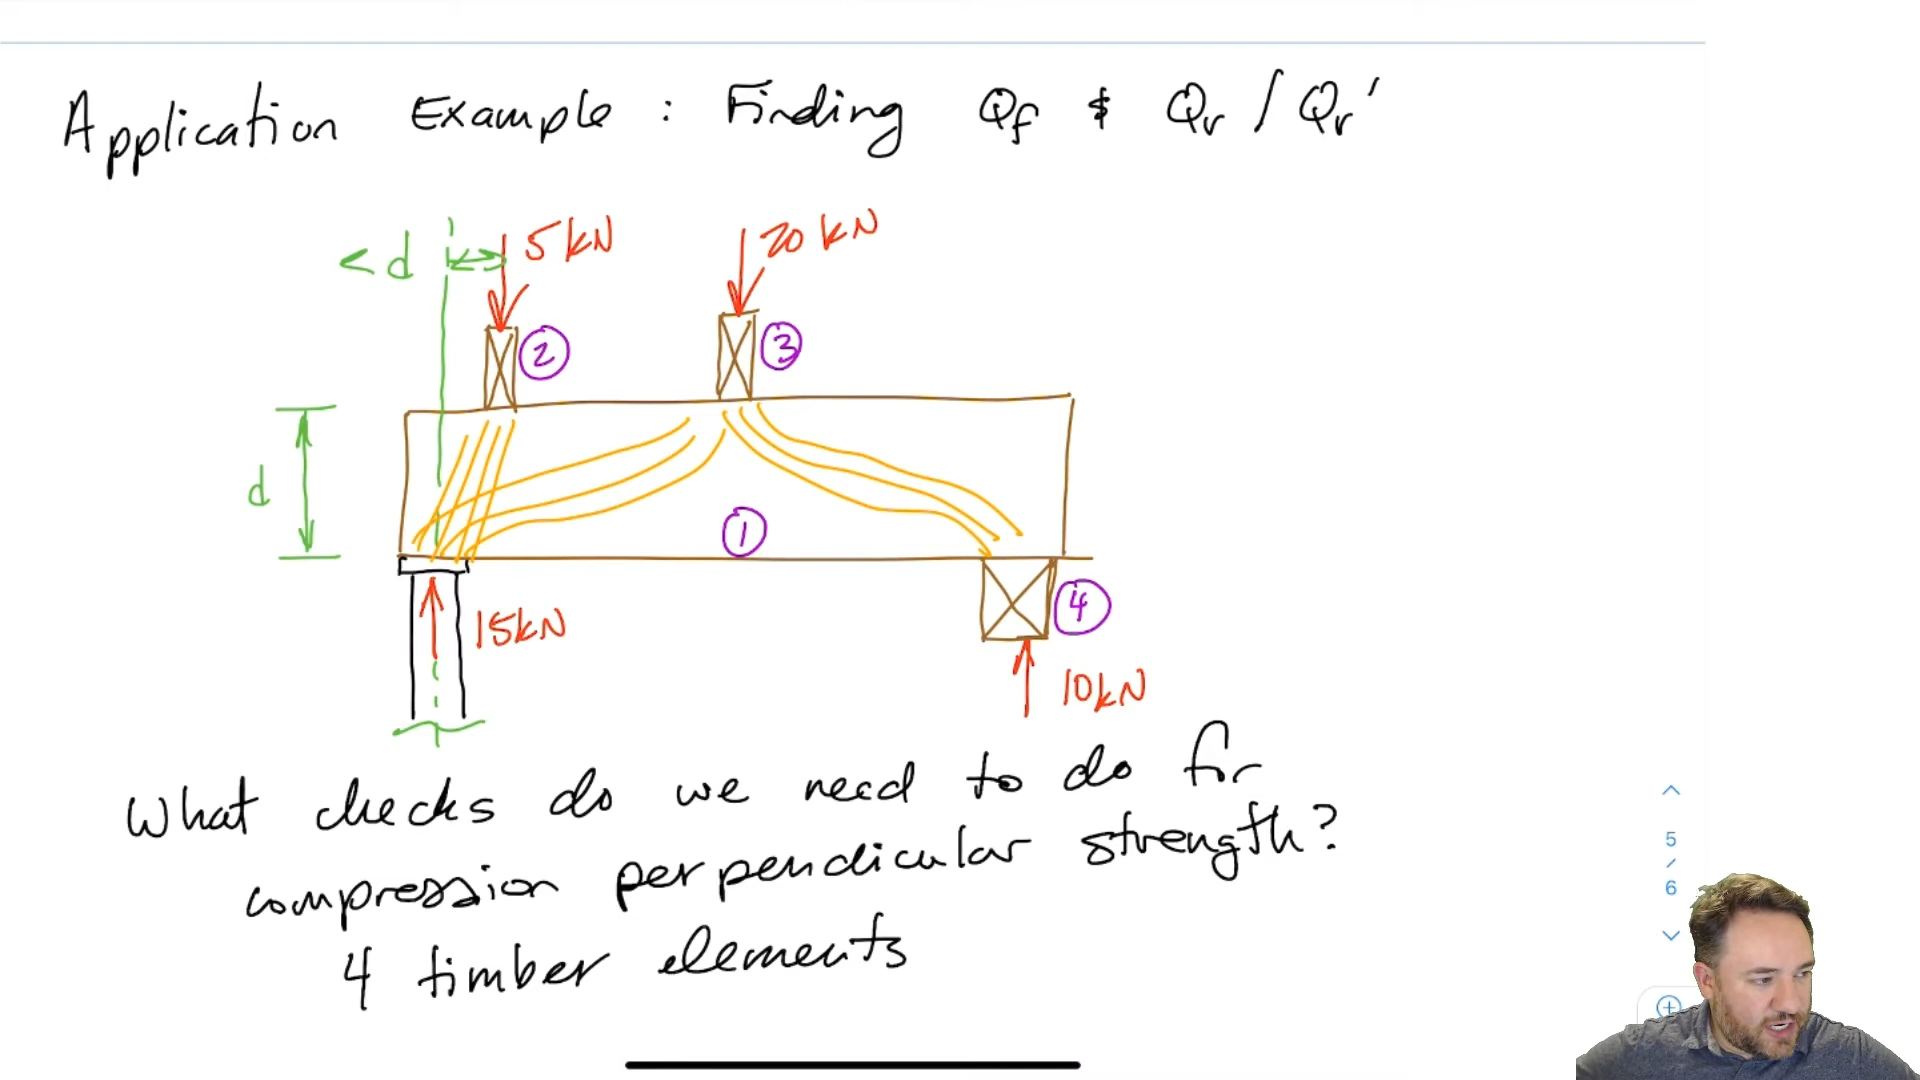 Application Example : Finding Qf & Qr / Qr'
< d
5 kN
20 kN
2
3
d
1
4
15kN
10kN
What checks do we need to do for
compression perpendicular strength?
4 timber elements
5
/
6